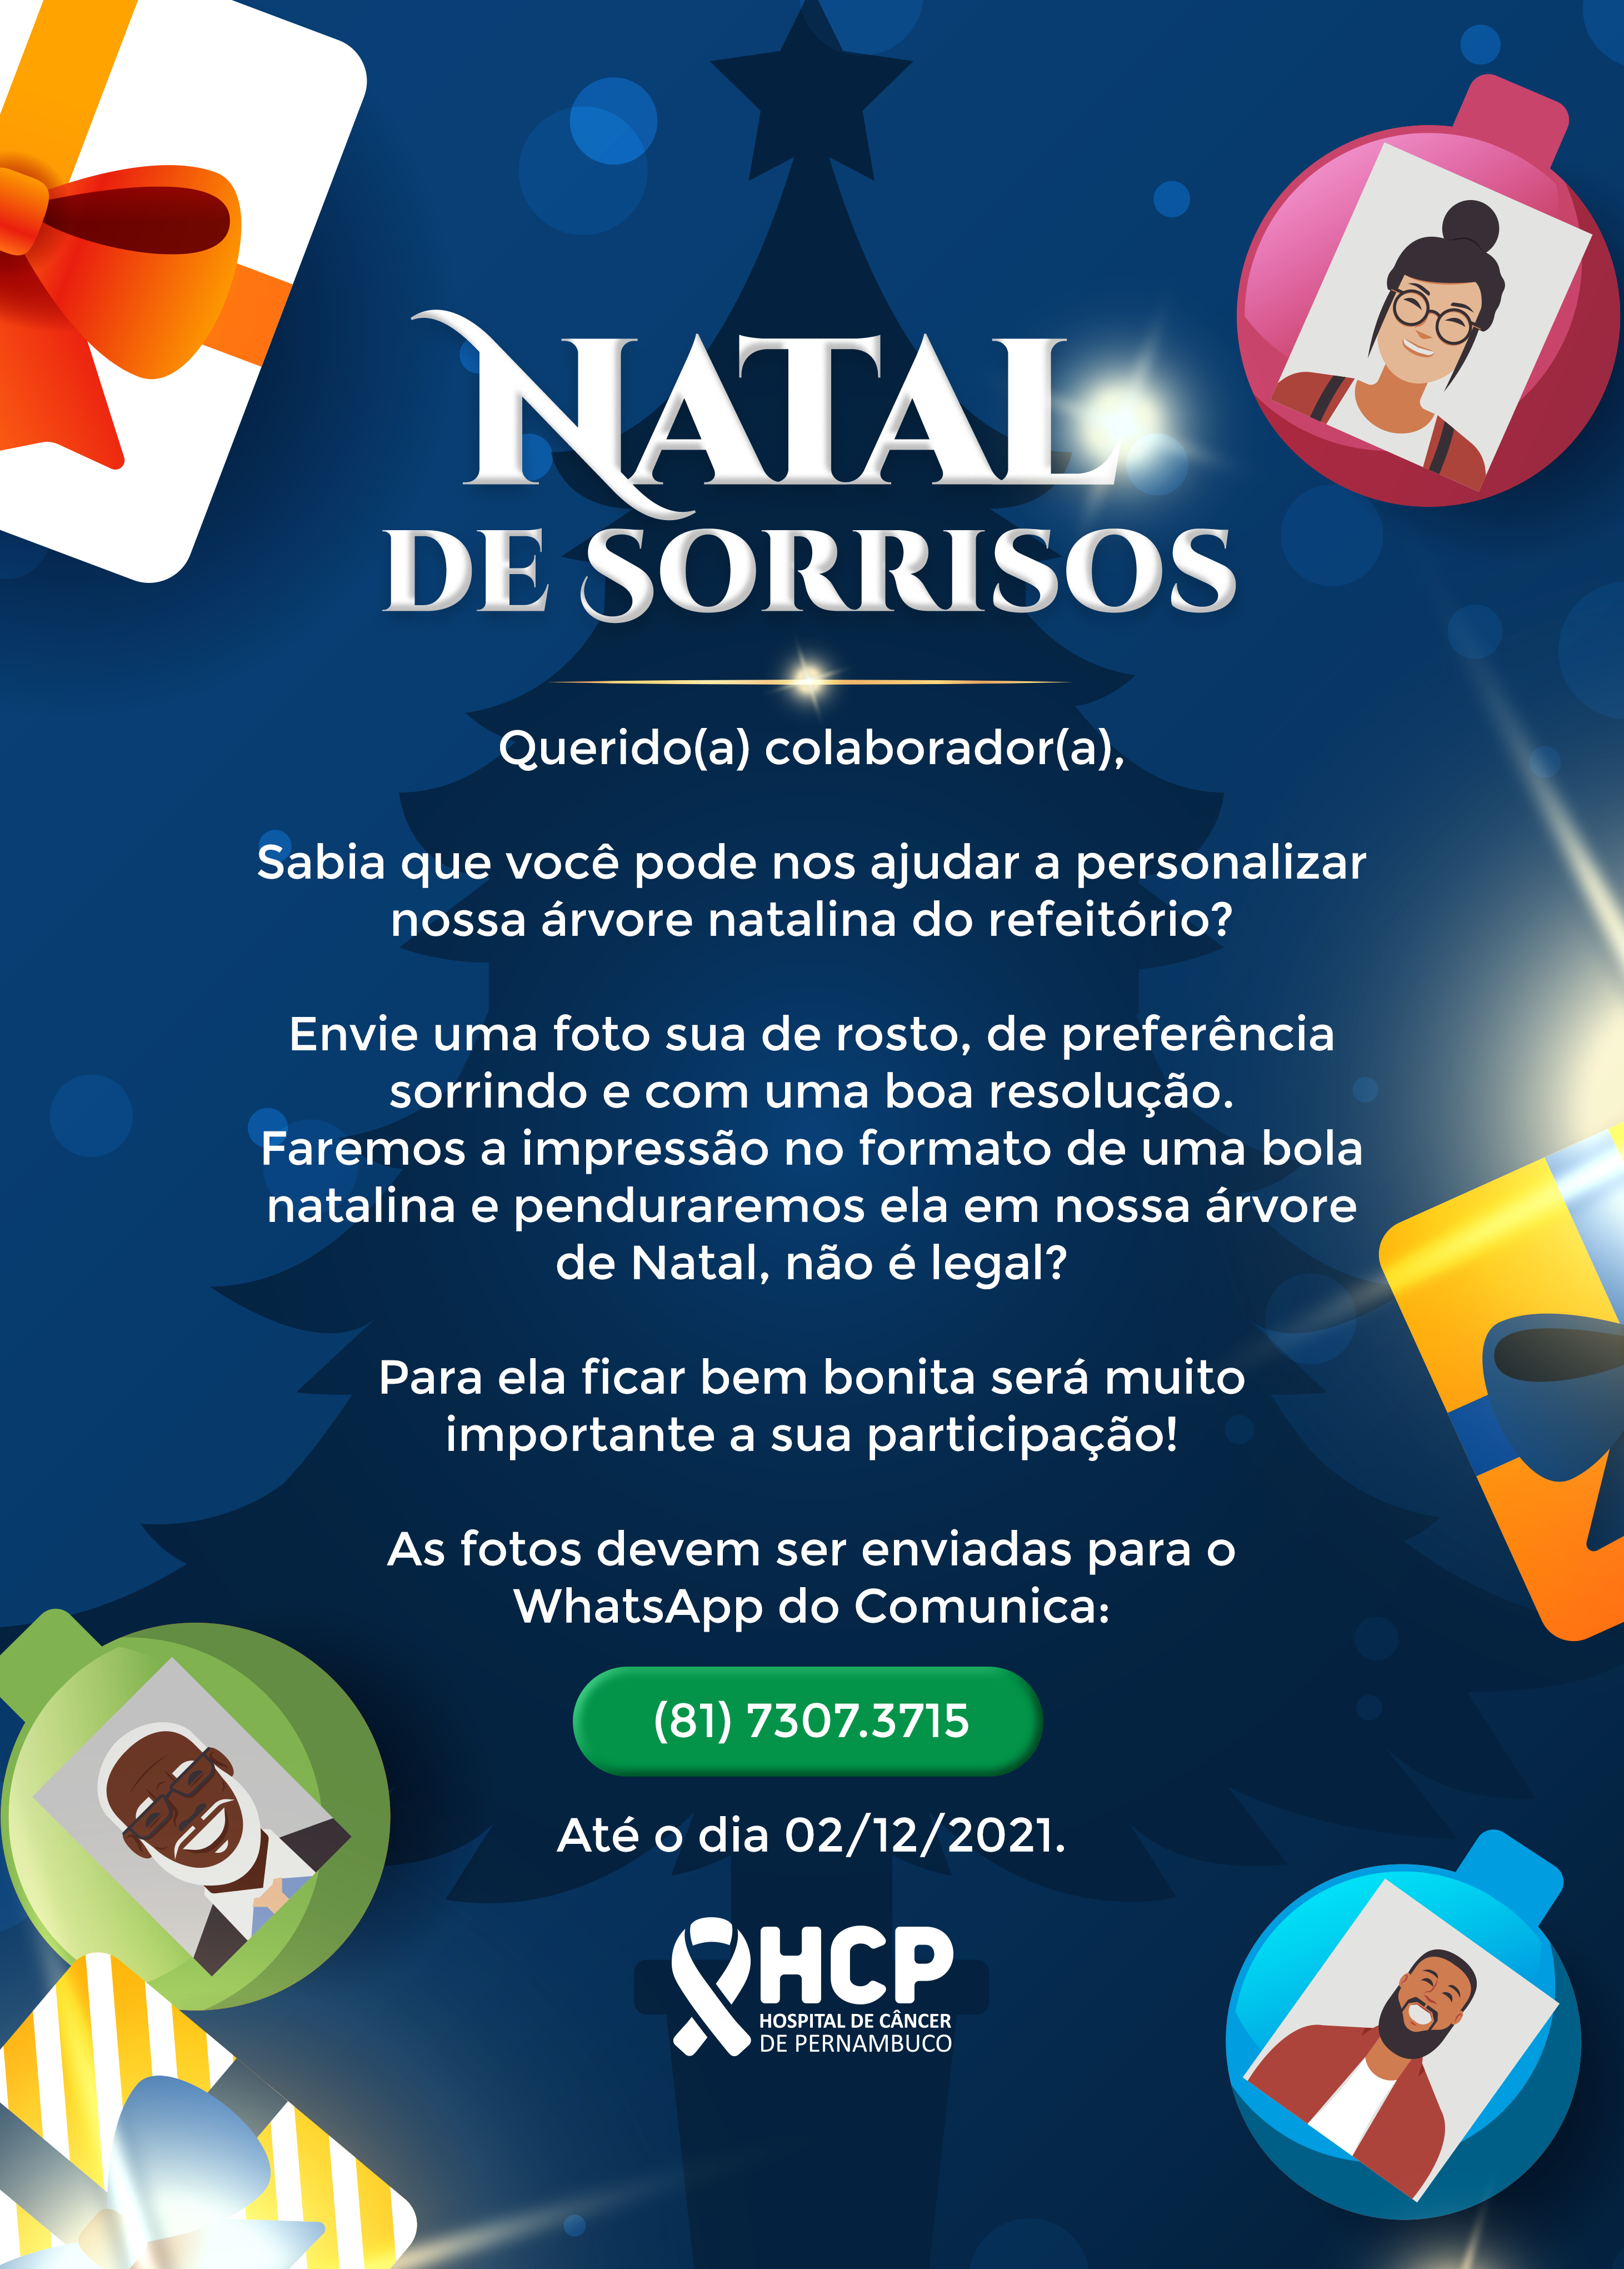 NATAL
DE SORRISOS
Querido(a) colaborador(a),
Sabia que você pode nos ajudar a personalizar
nossa árvore natalina do refeitório?
Envie uma foto sua de rosto, de preferência
sorrindo e com uma boa resolução.
Faremos a impressão no formato de uma bola
natalina e penduraremos ela em nossa árvore
de Natal, não é legal?
Para ela ficar bem bonita será muito
importante a sua participação!
As fotos devem ser enviadas para o
WhatsApp do Comunica:
(81) 7307.3715
Até o dia 02/12/2021.
HCP
HOSPITAL DE CÂNCER
DE PERNAMBUCO